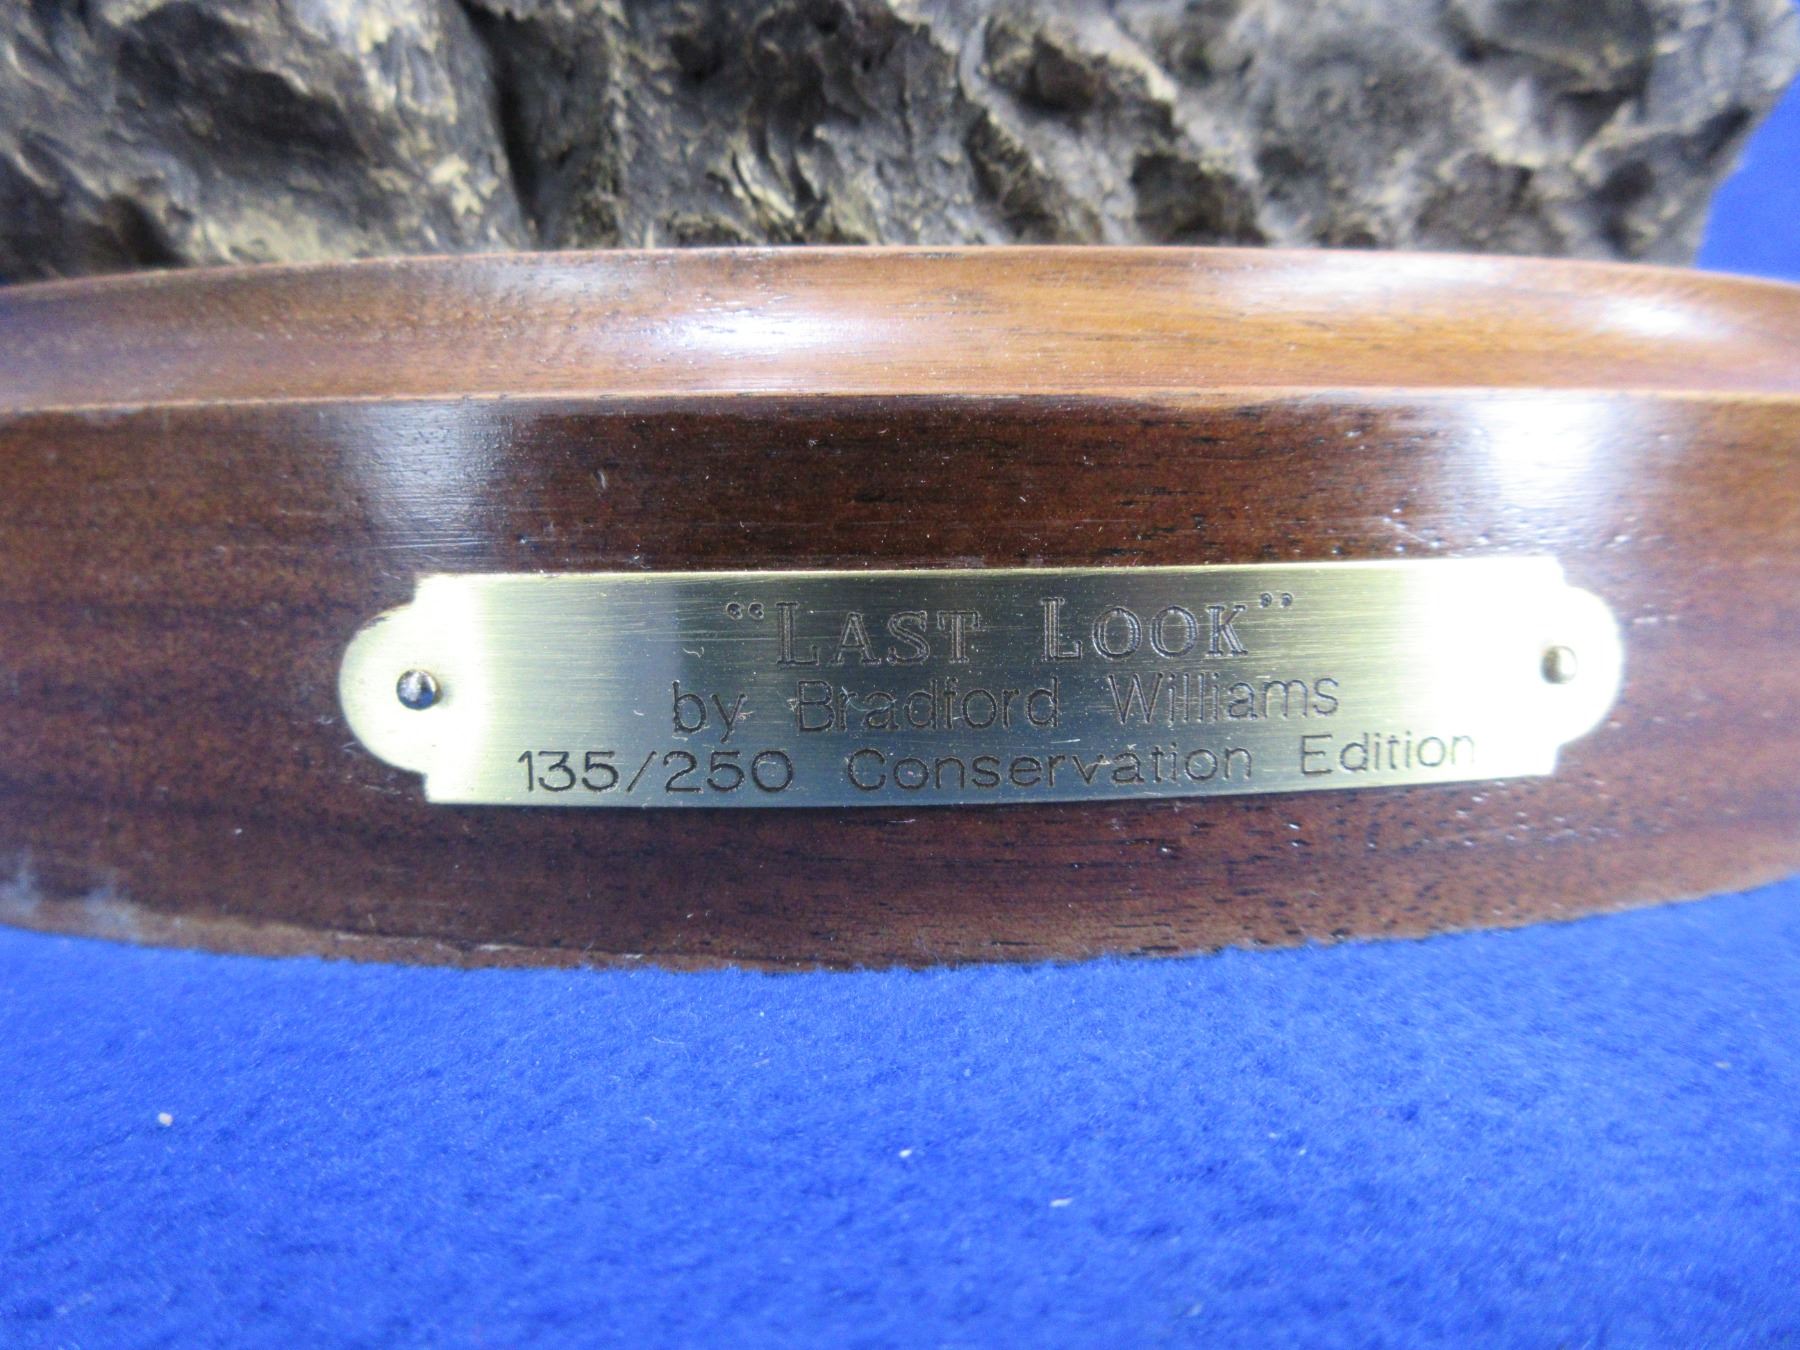 “LAST LOOK”
by Bradford Williams
135/250 Conservation Edition